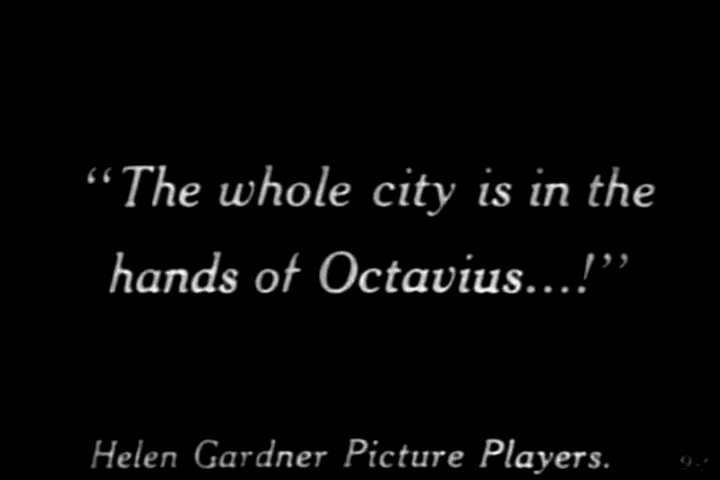 “The whole city is in the
hands of Octavius....!”
Helen Gardner Picture Players.